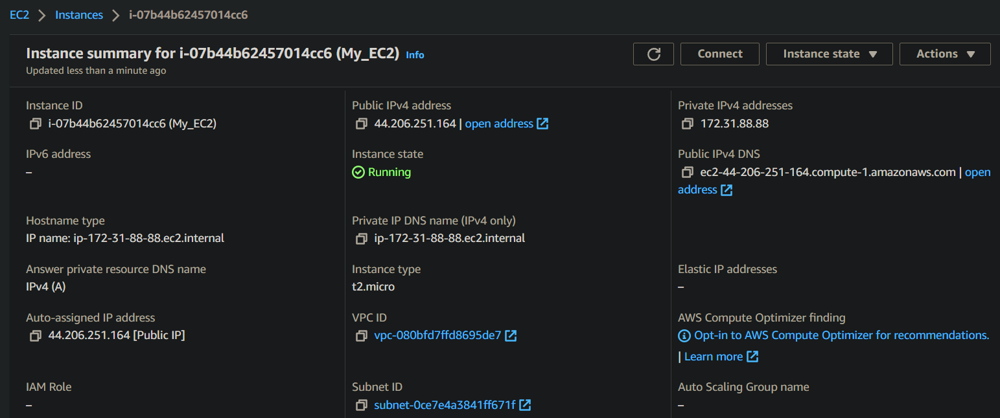 EC2 > Instances > i-07b44b62457014cc6
Instance summary for i-07b44b62457014cc6 (My_EC2) Info
Updated less than a minute ago
Connect
Instance state
Actions
Instance ID
i-07b44b62457014cc6 (My_EC2)
Public IPv4 address
44.206.251.164 | open address
Private IPv4 addresses
172.31.88.88
IPv6 address
–
Instance state
Running
Public IPv4 DNS
ec2-44-206-251-164.compute-1.amazonaws.com | open
address
Hostname type
IP name: ip-172-31-88-88.ec2.internal
Private IP DNS name (IPv4 only)
ip-172-31-88-88.ec2.internal
Answer private resource DNS name
IPv4 (A)
Instance type
t2.micro
Elastic IP addresses
–
Auto-assigned IP address
44.206.251.164 [Public IP]
VPC ID
vpc-080bfd7ffd8695de7
AWS Compute Optimizer finding
Opt-in to AWS Compute Optimizer for recommendations.
| Learn more
IAM Role
–
Subnet ID
subnet-0ce7e4a3841ff671f
Auto Scaling Group name
–